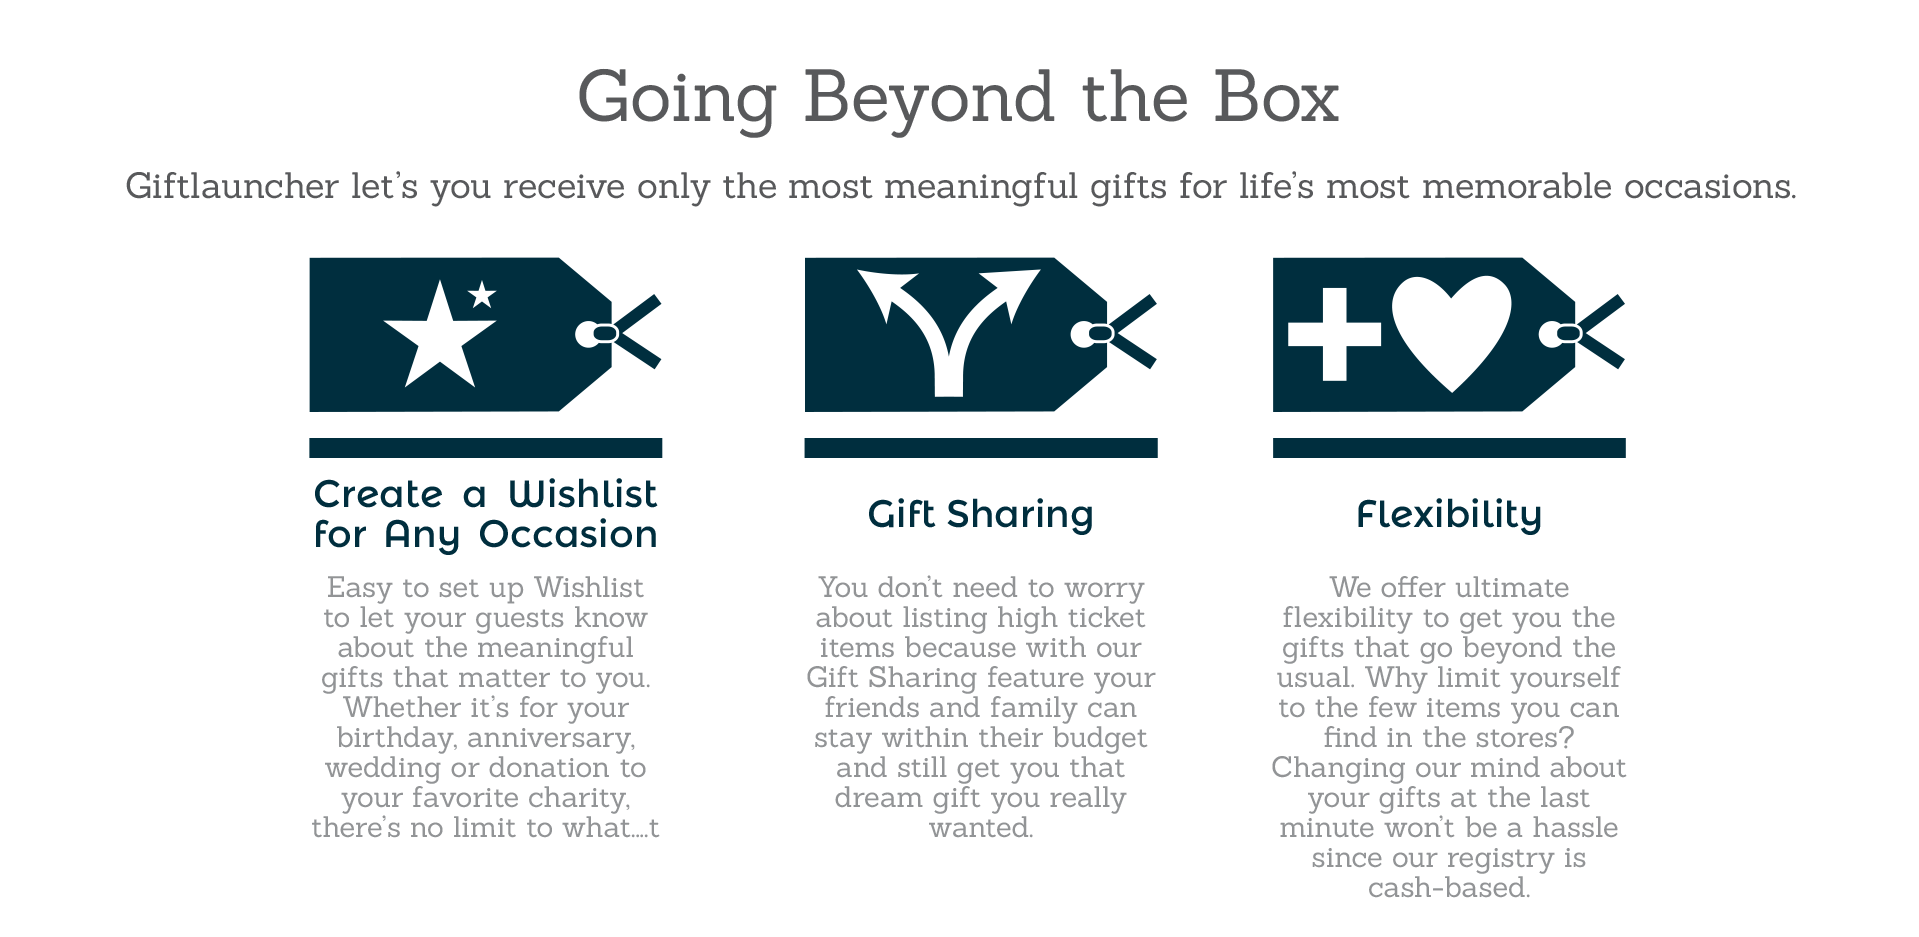 Going Beyond the Box
Giftlauncher let's you receive only the most meaningful gifts for life's most memorable occasions.
Create a Wishlist
for Any Occasion
Easy to set up Wishlist
to let your guests know
about the meaningful
gifts that matter to you.
Whether it's for your
birthday, anniversary,
wedding or donation to
your favorite charity,
there's no limit to what....t
Gift Sharing
You don't need to worry
about listing high ticket
items because with our
Gift Sharing feature your
friends and family can
stay within their budget
and still get you that
dream gift you really
wanted.
Flexibility
We offer ultimate
flexibility to get you the
gifts that go beyond the
usual. Why limit yourself
to the few items you can
find in the stores?
Changing our mind about
your gifts at the last
minute won't be a hassle
since our registry is
cash-based.